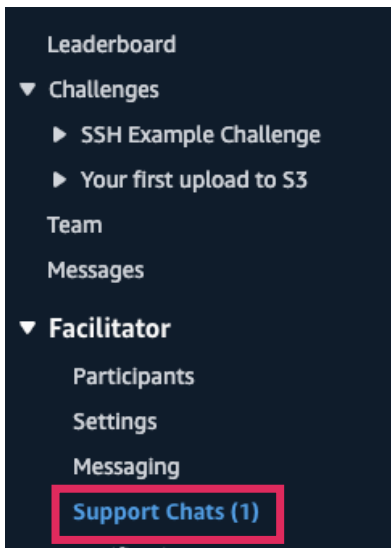 Leaderboard
Challenges
SSH Example Challenge
Your first upload to S3
Team
Messages
Facilitator
Participants
Settings
Messaging
Support Chats (1)